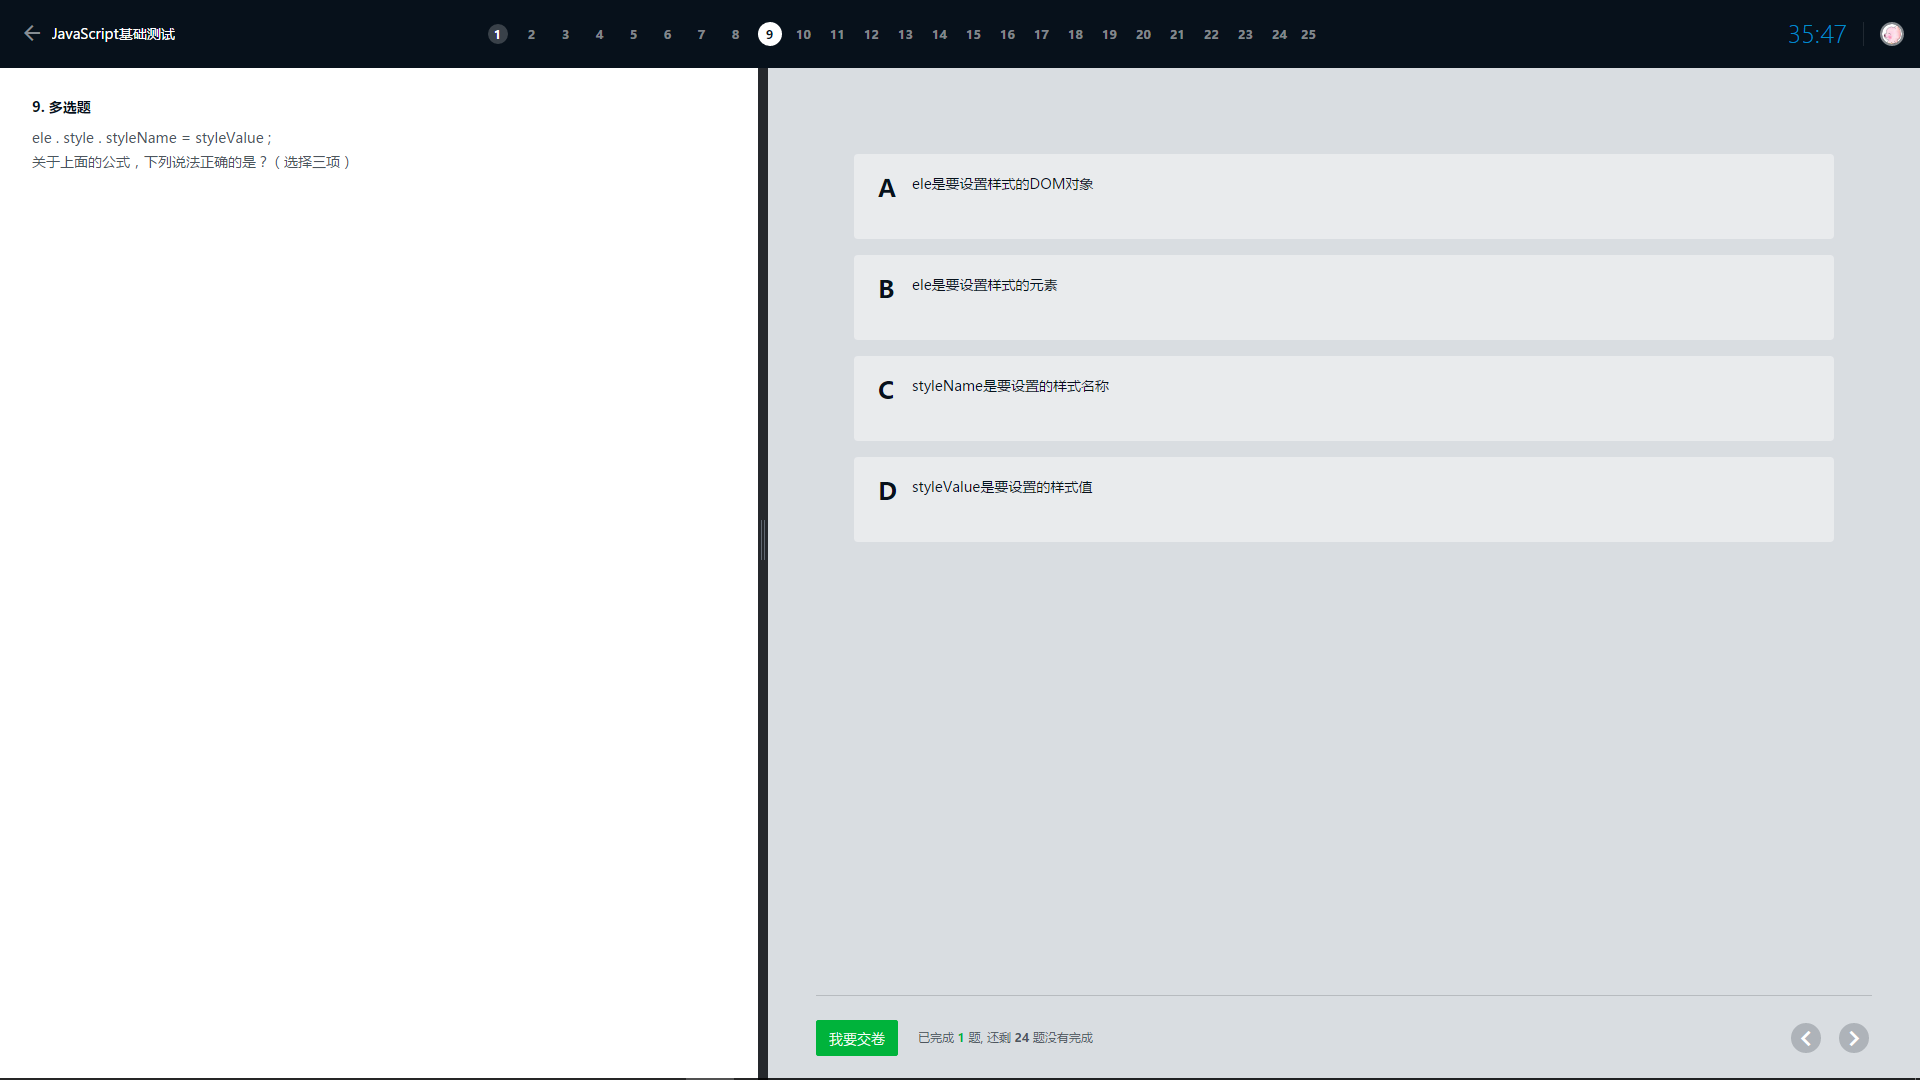 JavaScript基础测试
1 2 3 4 5 6 7 8 9 10 11 12 13 14 15 16 17 18 19 20 21 22 23 24 25
35:47
9. 多选题
ele . style . styleName = styleValue ;
关于上面的公式，下列说法正确的是？（选择三项）
A ele是要设置样式的DOM对象
B ele是要设置样式的元素
C styleName是要设置的样式名称
D styleValue是要设置的样式值
我要交卷 已完成 1 题, 还剩 24 题没有完成